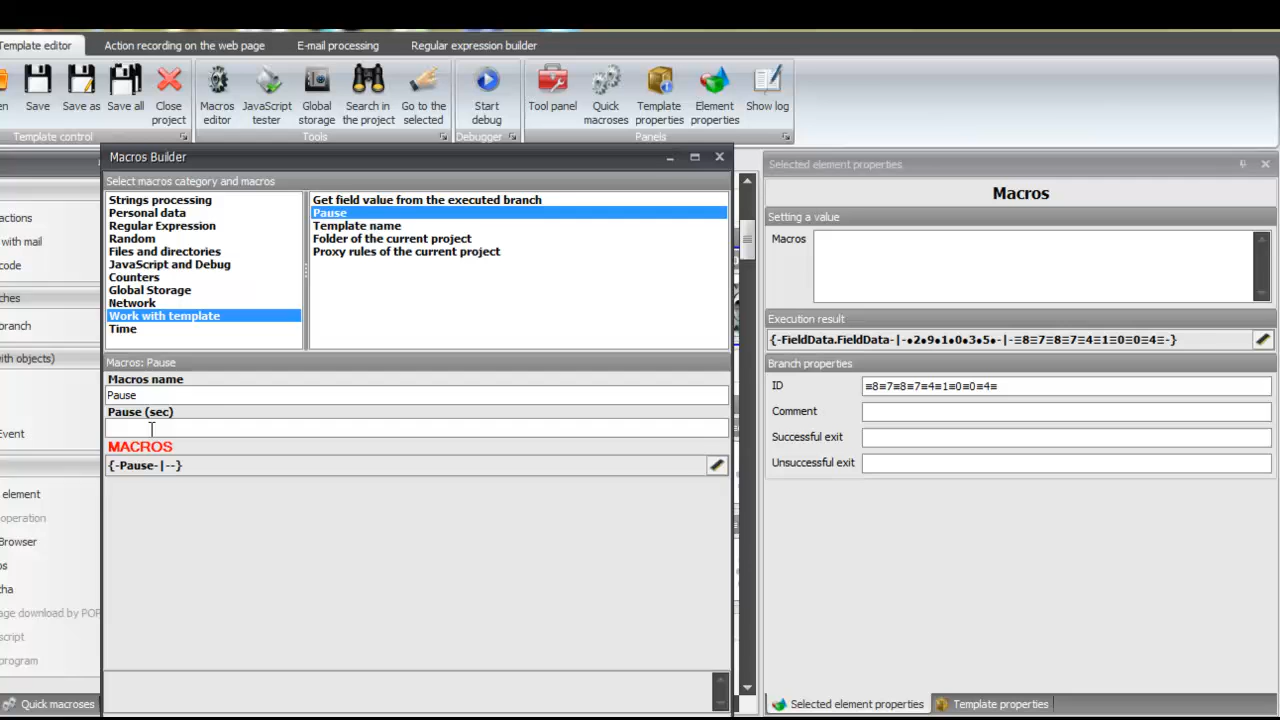 Template editor
Action recording on the web page
E-mail processing
Regular expression builder
en
Save
Save as
Save all
Close project
Macros editor
JavaScript tester
Global storage
Search in the project
Go to the selected
Start debug
Tool panel
Quick macroses
Template properties
Element properties
Show log
Template control
Tools
Debugger
Panels
Macros Builder
Select macros category and macros
Strings processing
Personal data
Regular Expression
Random
Files and directories
JavaScript and Debug
Counters
Global Storage
Network
Work with template
Time
Get field value from the executed branch
Pause
Template name
Folder of the current project
Proxy rules of the current project
Macros: Pause
Macros name
Pause
Pause (sec)
MACROS
{-Pause-|--}
actions
with mail
code
ches
branch
with objects)
Event
element
operation
Browser
os
ha
age download by POP
script
program
Quick macroses
Selected element properties
Macros
Setting a value
Macros
Execution result
{-FieldData.FieldData-|-•2•9•1•0•3•5•-|-≡8≡7≡8≡7≡4≡1≡0≡0≡4≡-}
Branch properties
ID
≡8≡7≡8≡7≡4≡1≡0≡0≡4≡
Comment
Successful exit
Unsuccessful exit
Selected element properties
Template properties